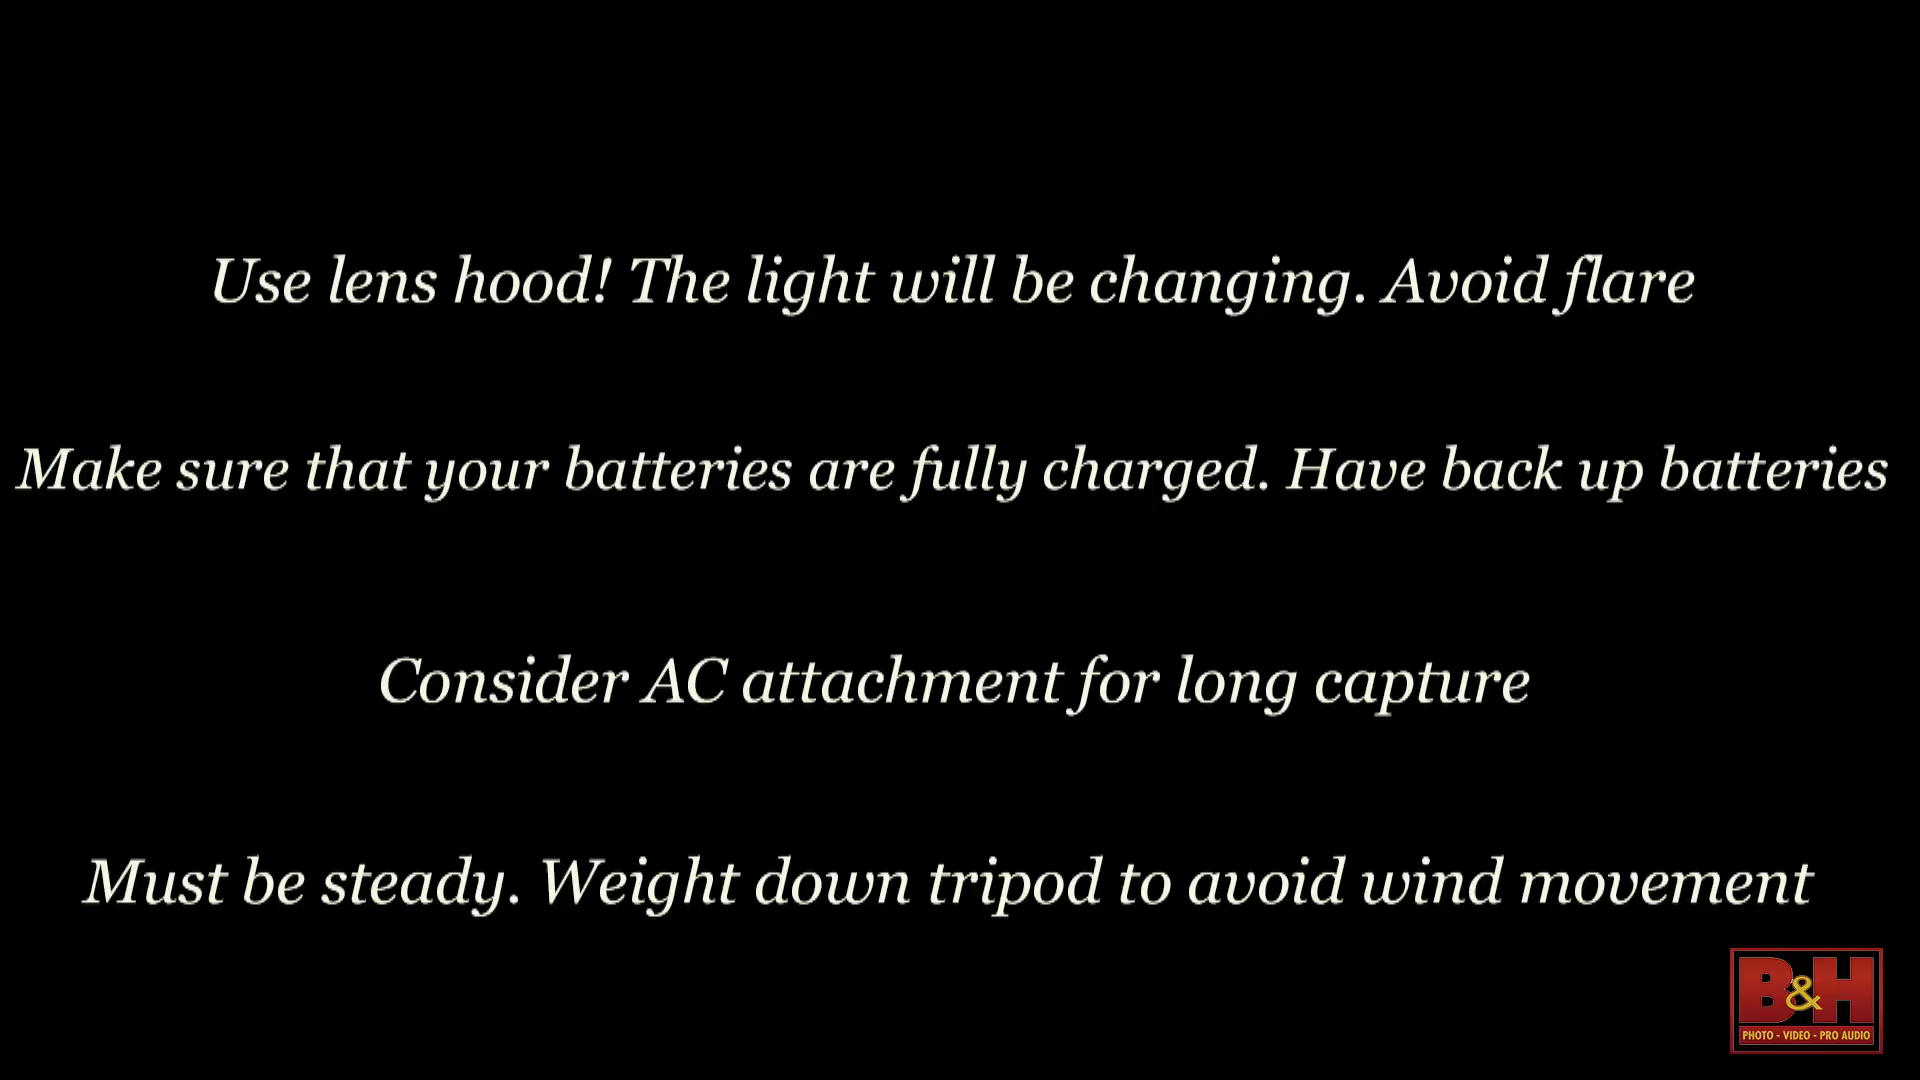 Use lens hood! The light will be changing. Avoid flare
Make sure that your batteries are fully charged. Have back up batteries
Consider AC attachment for long capture
Must be steady. Weight down tripod to avoid wind movement
B&H
PHOTO - VIDEO - PRO AUDIO